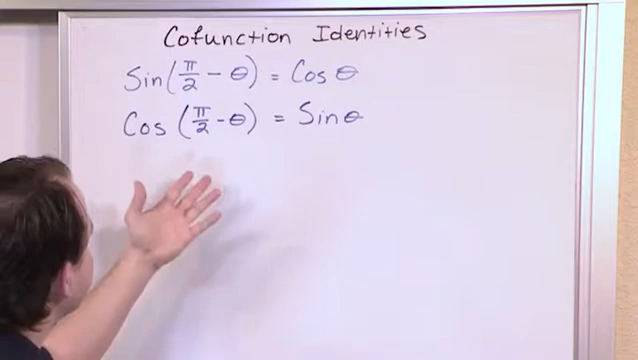 Cofunction Identities
Sin(π/2 - θ) = Cos θ
Cos (π/2 - θ) = Sin θ